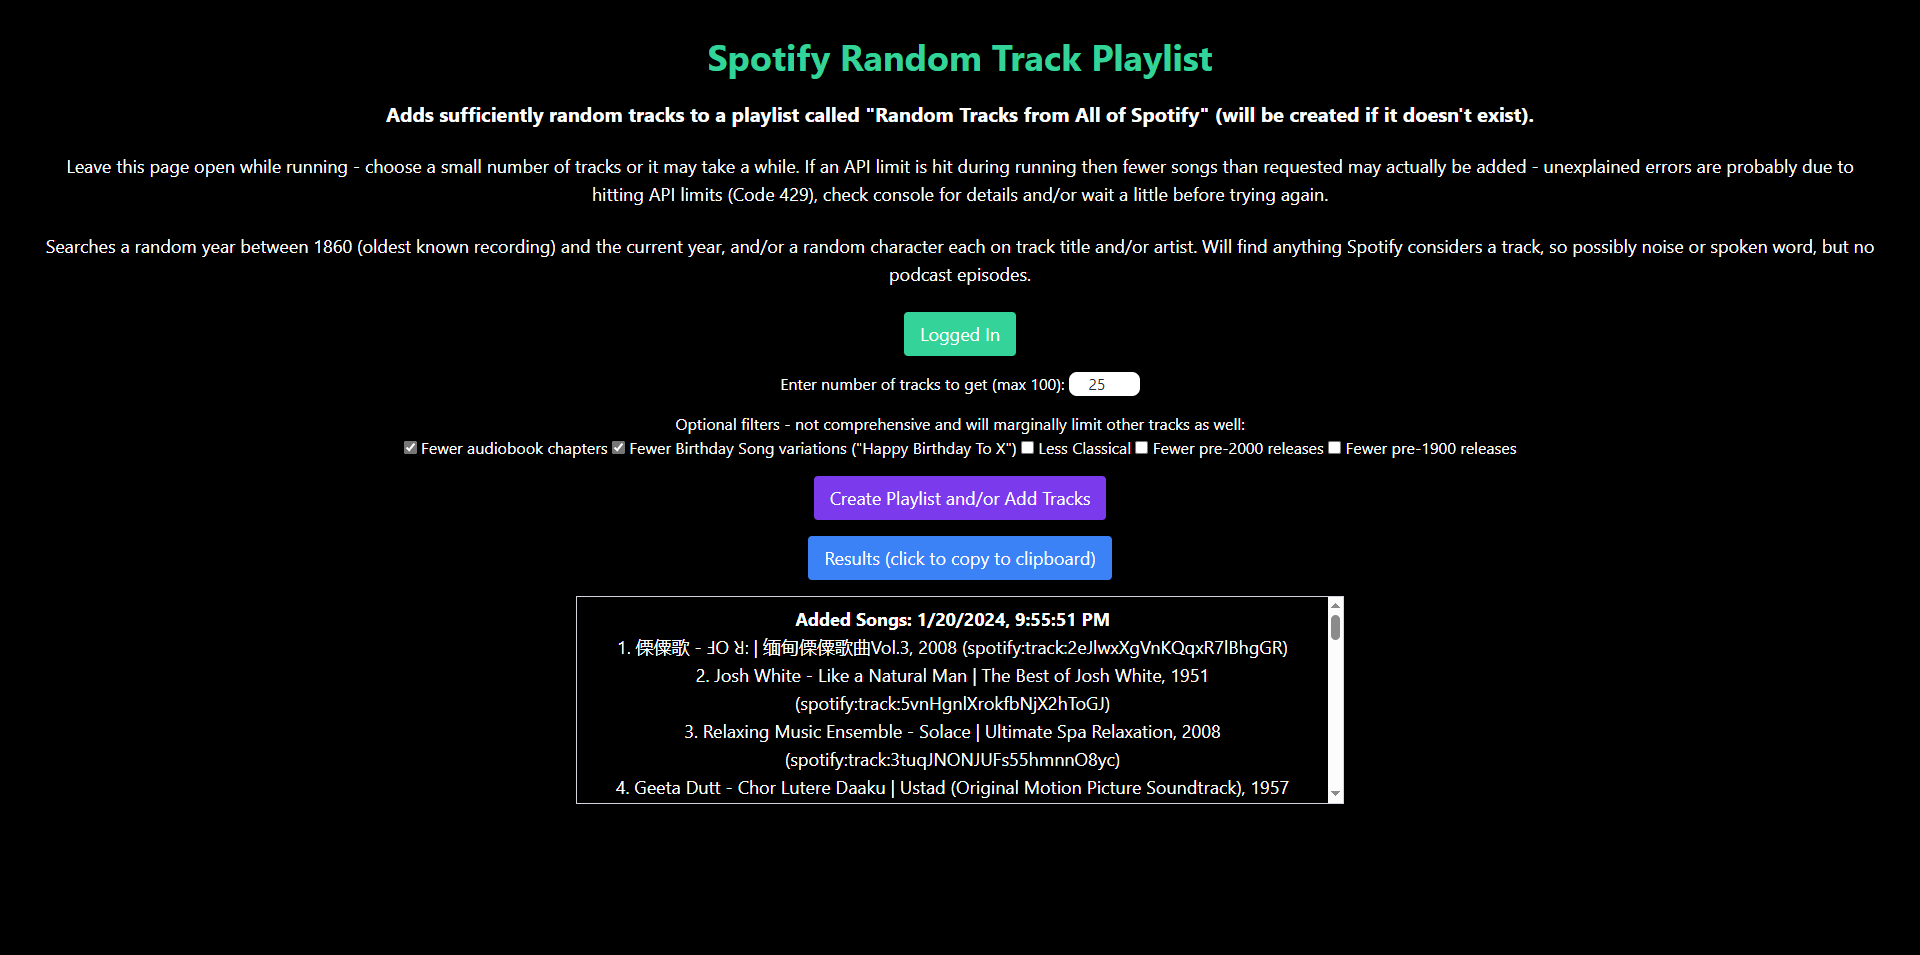 Spotify Random Track Playlist
Adds sufficiently random tracks to a playlist called "Random Tracks from All of Spotify" (will be created if it doesn't exist).
Leave this page open while running - choose a small number of tracks or it may take a while. If an API limit is hit during running then fewer songs than requested may actually be added - unexplained errors are probably due to
hitting API limits (Code 429), check console for details and/or wait a little before trying again.
Searches a random year between 1860 (oldest known recording) and the current year, and/or a random character each on track title and/or artist. Will find anything Spotify considers a track, so possibly noise or spoken word, but no
podcast episodes.
Logged In
Enter number of tracks to get (max 100): 25
Optional filters - not comprehensive and will marginally limit other tracks as well:
Fewer audiobook chapters Fewer Birthday Song variations ("Happy Birthday To X") Less Classical Fewer pre-2000 releases Fewer pre-1900 releases
Create Playlist and/or Add Tracks
Results (click to copy to clipboard)
Added Songs: 1/20/2024, 9:55:51 PM
1. 傈僳歌 - ℲO ꓤ: | 缅甸傈僳歌曲Vol.3, 2008 (spotify:track:2eJlwxXgVnKQqxR7lBhgGR)
2. Josh White - Like a Natural Man | The Best of Josh White, 1951
(spotify:track:5vnHgnlXrokfbNjX2hToGJ)
3. Relaxing Music Ensemble - Solace | Ultimate Spa Relaxation, 2008
(spotify:track:3tuqJNONJUFs55hmnnO8yc)
4. Geeta Dutt - Chor Lutere Daaku | Ustad (Original Motion Picture Soundtrack), 1957